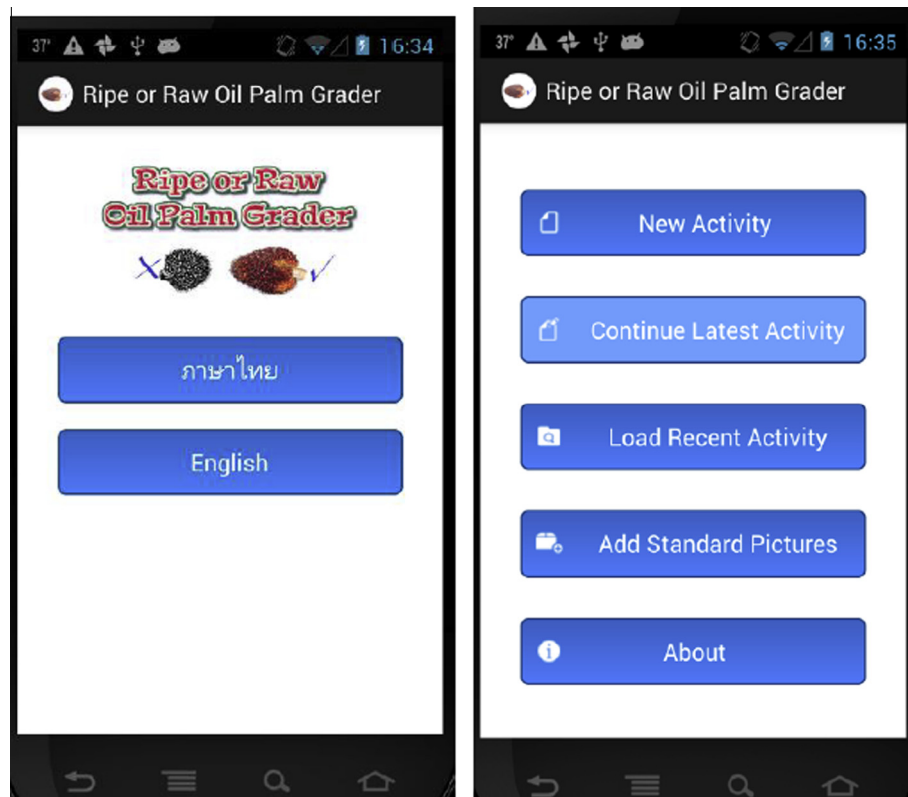 37°
16:34
Ripe or Raw Oil Palm Grader
Ripe or Raw
Oil Palm Grader
ภาษาไทย
English
37°
16:35
Ripe or Raw Oil Palm Grader
New Activity
Continue Latest Activity
Load Recent Activity
Add Standard Pictures
About